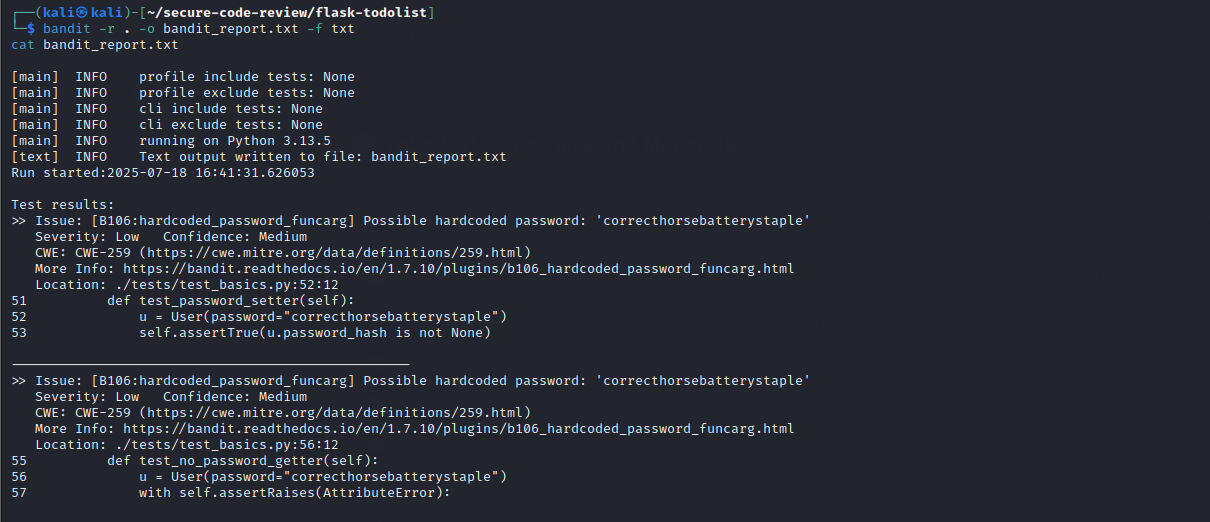 ┌──(kali㉿kali)-[~/secure-code-review/flask-todolist]
└─$ bandit -r . -o bandit_report.txt -f txt
cat bandit_report.txt
[main]  INFO    profile include tests: None
[main]  INFO    profile exclude tests: None
[main]  INFO    cli include tests: None
[main]  INFO    cli exclude tests: None
[main]  INFO    running on Python 3.13.5
[text]  INFO    Text output written to file: bandit_report.txt
Run started:2025-07-18 16:41:31.626053
Test results:
>> Issue: [B106:hardcoded_password_funcarg] Possible hardcoded password: 'correcthorsebatterystaple'
   Severity: Low   Confidence: Medium
   CWE: CWE-259 (https://cwe.mitre.org/data/definitions/259.html)
   More Info: https://bandit.readthedocs.io/en/1.7.10/plugins/b106_hardcoded_password_funcarg.html
   Location: ./tests/test_basics.py:52:12
51          def test_password_setter(self):
52              u = User(password="correcthorsebatterystaple")
53              self.assertTrue(u.password_hash is not None)
--------------------------------------------------
>> Issue: [B106:hardcoded_password_funcarg] Possible hardcoded password: 'correcthorsebatterystaple'
   Severity: Low   Confidence: Medium
   CWE: CWE-259 (https://cwe.mitre.org/data/definitions/259.html)
   More Info: https://bandit.readthedocs.io/en/1.7.10/plugins/b106_hardcoded_password_funcarg.html
   Location: ./tests/test_basics.py:56:12
55          def test_no_password_getter(self):
56              u = User(password="correcthorsebatterystaple")
57              with self.assertRaises(AttributeError):